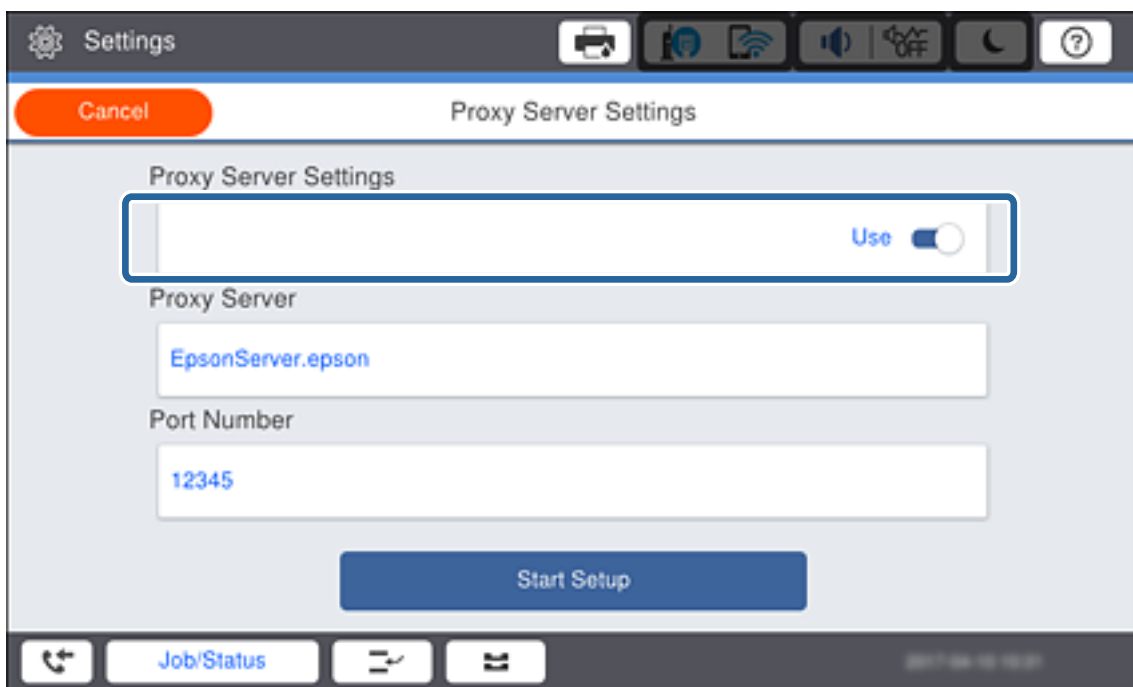 Settings
OFF
Cancel
Proxy Server Settings
Proxy Server Settings
Use
Proxy Server
EpsonServer.epson
Port Number
12345
Start Setup
Job/Status